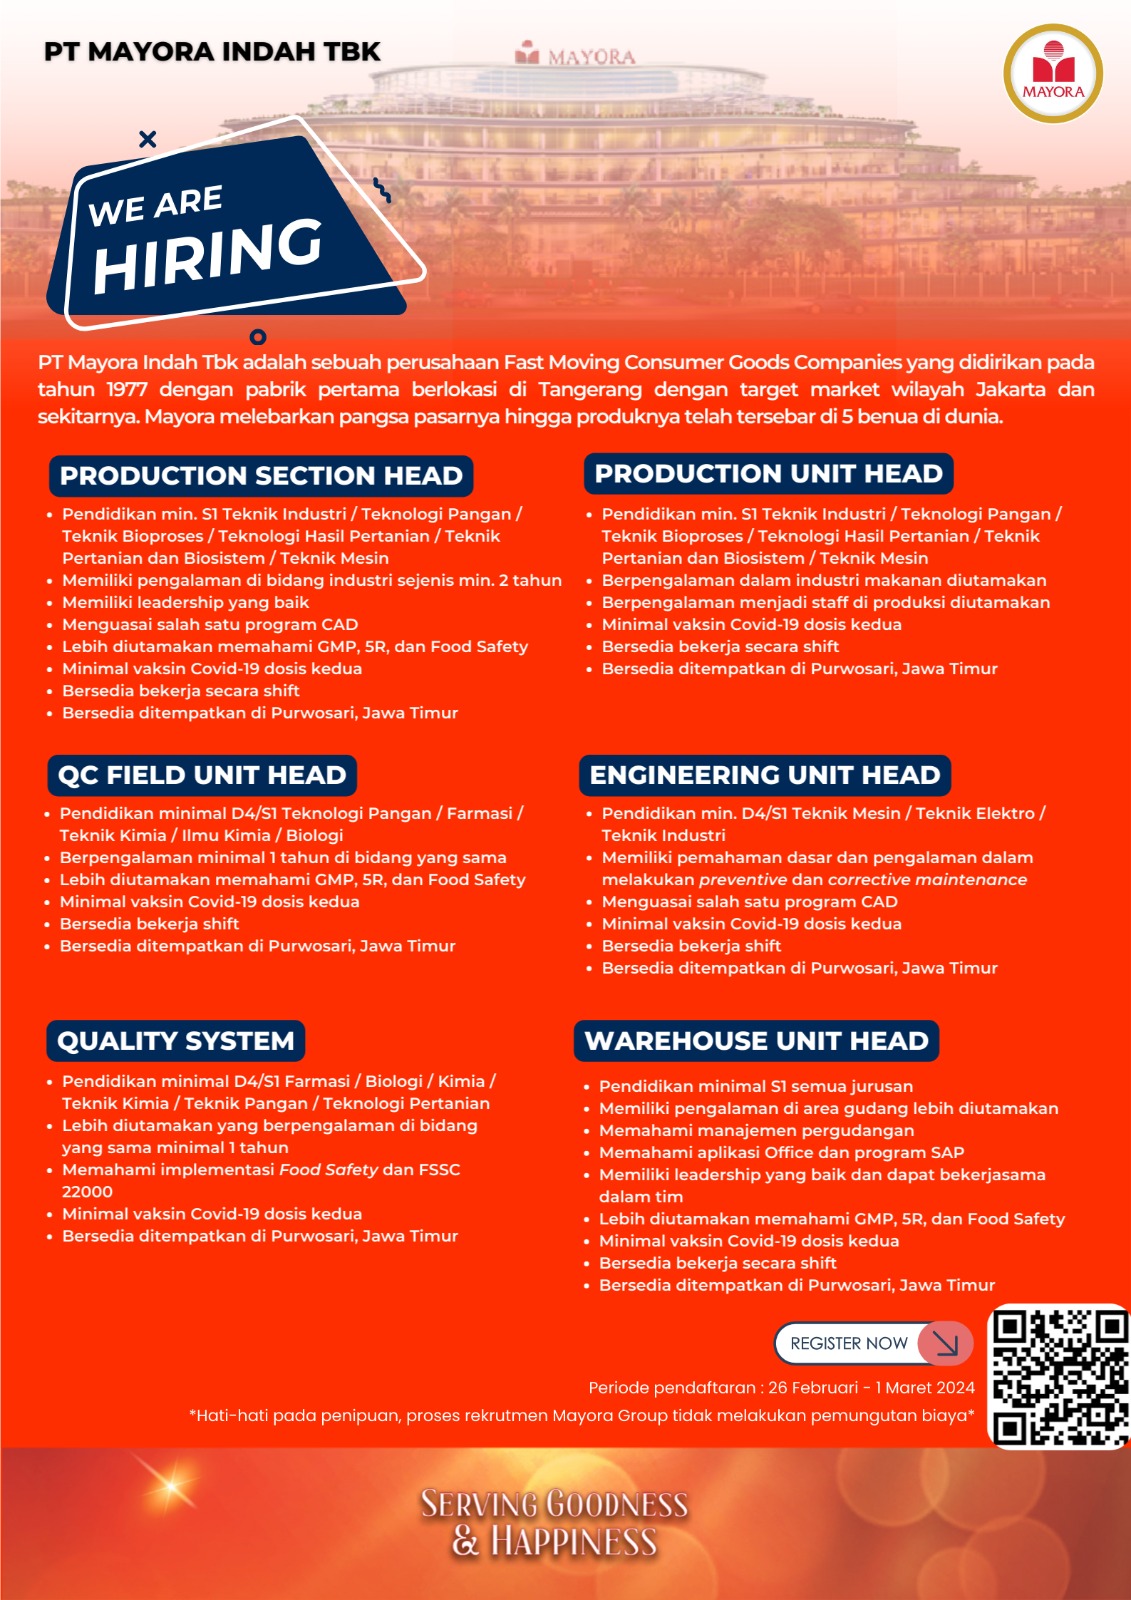 PT MAYORA INDAH TBK
MAYORA
MAYORA
WE ARE
HIRING
PT Mayora Indah Tbk adalah sebuah perusahaan Fast Moving Consumer Goods Companies yang didirikan pada
tahun 1977 dengan pabrik pertama berlokasi di Tangerang dengan target market wilayah Jakarta dan
sekitarnya. Mayora melebarkan pangsa pasarnya hingga produknya telah tersebar di 5 benua di dunia.
PRODUCTION SECTION HEAD
• Pendidikan min. S1 Teknik Industri / Teknologi Pangan /
Teknik Bioproses / Teknologi Hasil Pertanian / Teknik
Pertanian dan Biosistem / Teknik Mesin
• Memiliki pengalaman di bidang industri sejenis min. 2 tahun
• Memiliki leadership yang baik
• Menguasai salah satu program CAD
• Lebih diutamakan memahami GMP, 5R, dan Food Safety
• Minimal vaksin Covid-19 dosis kedua
• Bersedia bekerja secara shift
• Bersedia ditempatkan di Purwosari, Jawa Timur
PRODUCTION UNIT HEAD
• Pendidikan min. S1 Teknik Industri / Teknologi Pangan /
Teknik Bioproses / Teknologi Hasil Pertanian / Teknik
Pertanian dan Biosistem / Teknik Mesin
• Berpengalaman dalam industri makanan diutamakan
• Berpengalaman menjadi staff di produksi diutamakan
• Minimal vaksin Covid-19 dosis kedua
• Bersedia bekerja secara shift
• Bersedia ditempatkan di Purwosari, Jawa Timur
QC FIELD UNIT HEAD
• Pendidikan minimal D4/S1 Teknologi Pangan / Farmasi /
Teknik Kimia / Ilmu Kimia / Biologi
• Berpengalaman minimal 1 tahun di bidang yang sama
• Lebih diutamakan memahami GMP, 5R, dan Food Safety
• Minimal vaksin Covid-19 dosis kedua
• Bersedia bekerja shift
• Bersedia ditempatkan di Purwosari, Jawa Timur
ENGINEERING UNIT HEAD
• Pendidikan min. D4/S1 Teknik Mesin / Teknik Elektro /
Teknik Industri
• Memiliki pemahaman dasar dan pengalaman dalam
melakukan preventive dan corrective maintenance
• Menguasai salah satu program CAD
• Minimal vaksin Covid-19 dosis kedua
• Bersedia bekerja shift
• Bersedia ditempatkan di Purwosari, Jawa Timur
QUALITY SYSTEM
• Pendidikan minimal D4/S1 Farmasi / Biologi / Kimia /
Teknik Kimia / Teknik Pangan / Teknologi Pertanian
• Lebih diutamakan yang berpengalaman di bidang
yang sama minimal 1 tahun
• Memahami implementasi Food Safety dan FSSC
22000
• Minimal vaksin Covid-19 dosis kedua
• Bersedia ditempatkan di Purwosari, Jawa Timur
WAREHOUSE UNIT HEAD
• Pendidikan minimal S1 semua jurusan
• Memiliki pengalaman di area gudang lebih diutamakan
• Memahami manajemen pergudangan
• Memahami aplikasi Office dan program SAP
• Memiliki leadership yang baik dan dapat bekerjasama
dalam tim
• Lebih diutamakan memahami GMP, 5R, dan Food Safety
• Minimal vaksin Covid-19 dosis kedua
• Bersedia bekerja secara shift
• Bersedia ditempatkan di Purwosari, Jawa Timur
REGISTER NOW
Periode pendaftaran : 26 Februari - 1 Maret 2024
*Hati-hati pada penipuan, proses rekrutmen Mayora Group tidak melakukan pemungutan biaya*
SERVING GOODNESS
& HAPPINESS